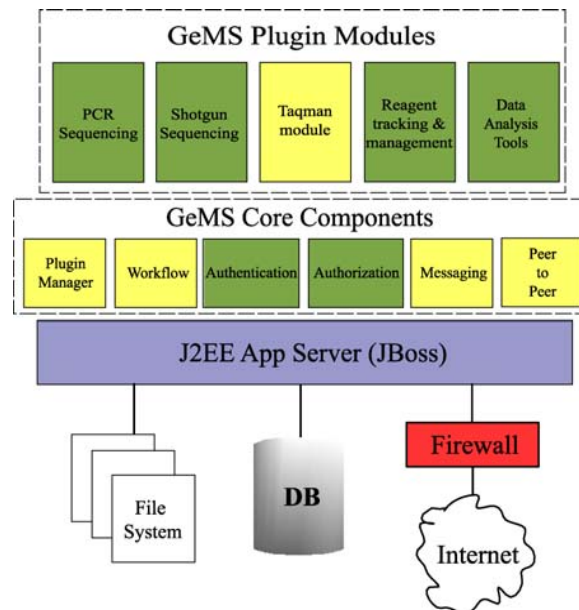 GeMS Plugin Modules
PCR
Sequencing
Shotgun
Sequencing
Taqman
module
Reagent
tracking &
management
Data
Analysis
Tools
GeMS Core Components
Plugin
Manager
Workflow
Authentication
Authorization
Messaging
Peer
to
Peer
J2EE App Server (JBoss)
File
System
DB
Firewall
Internet